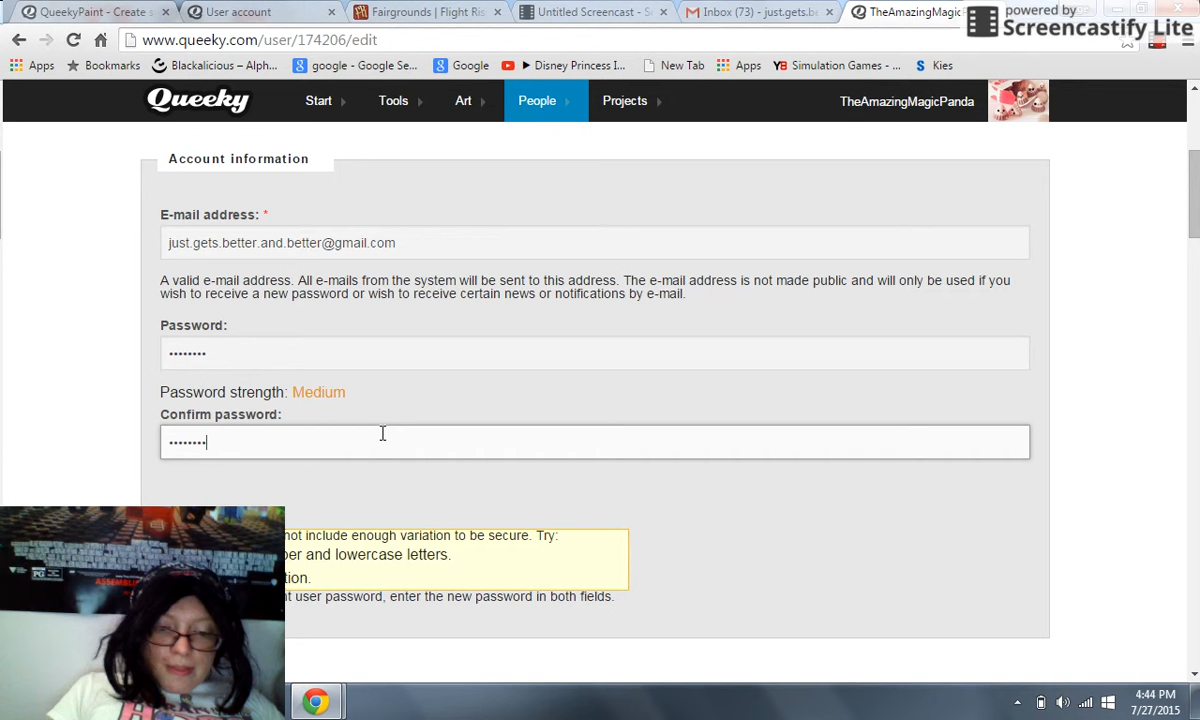 QueekyPaint - Create s
User account
Fairgrounds | Flight Ris
Untitled Screencast - S
Inbox (73) - just.gets.be
TheAmazingMagicP
powered by
Screencastify Lite
www.queeky.com/user/174206/edit
Apps
Bookmarks
Blackalicious – Alph...
google - Google Se...
Google
Disney Princess I...
New Tab
Apps
Simulation Games - ...
Kies
Queeky
Start
Tools
Art
People
Projects
TheAmazingMagicPanda
Account information
E-mail address: *
just.gets.better.and.better@gmail.com
A valid e-mail address. All e-mails from the system will be sent to this address. The e-mail address is not made public and will only be used if you
wish to receive a new password or wish to receive certain news or notifications by e-mail.
Password:
••••••••
Password strength: Medium
Confirm password:
••••••••
not include enough variation to be secure. Try:
per and lowercase letters.
tion.
nt user password, enter the new password in both fields.
PG
4:44 PM
7/27/2015